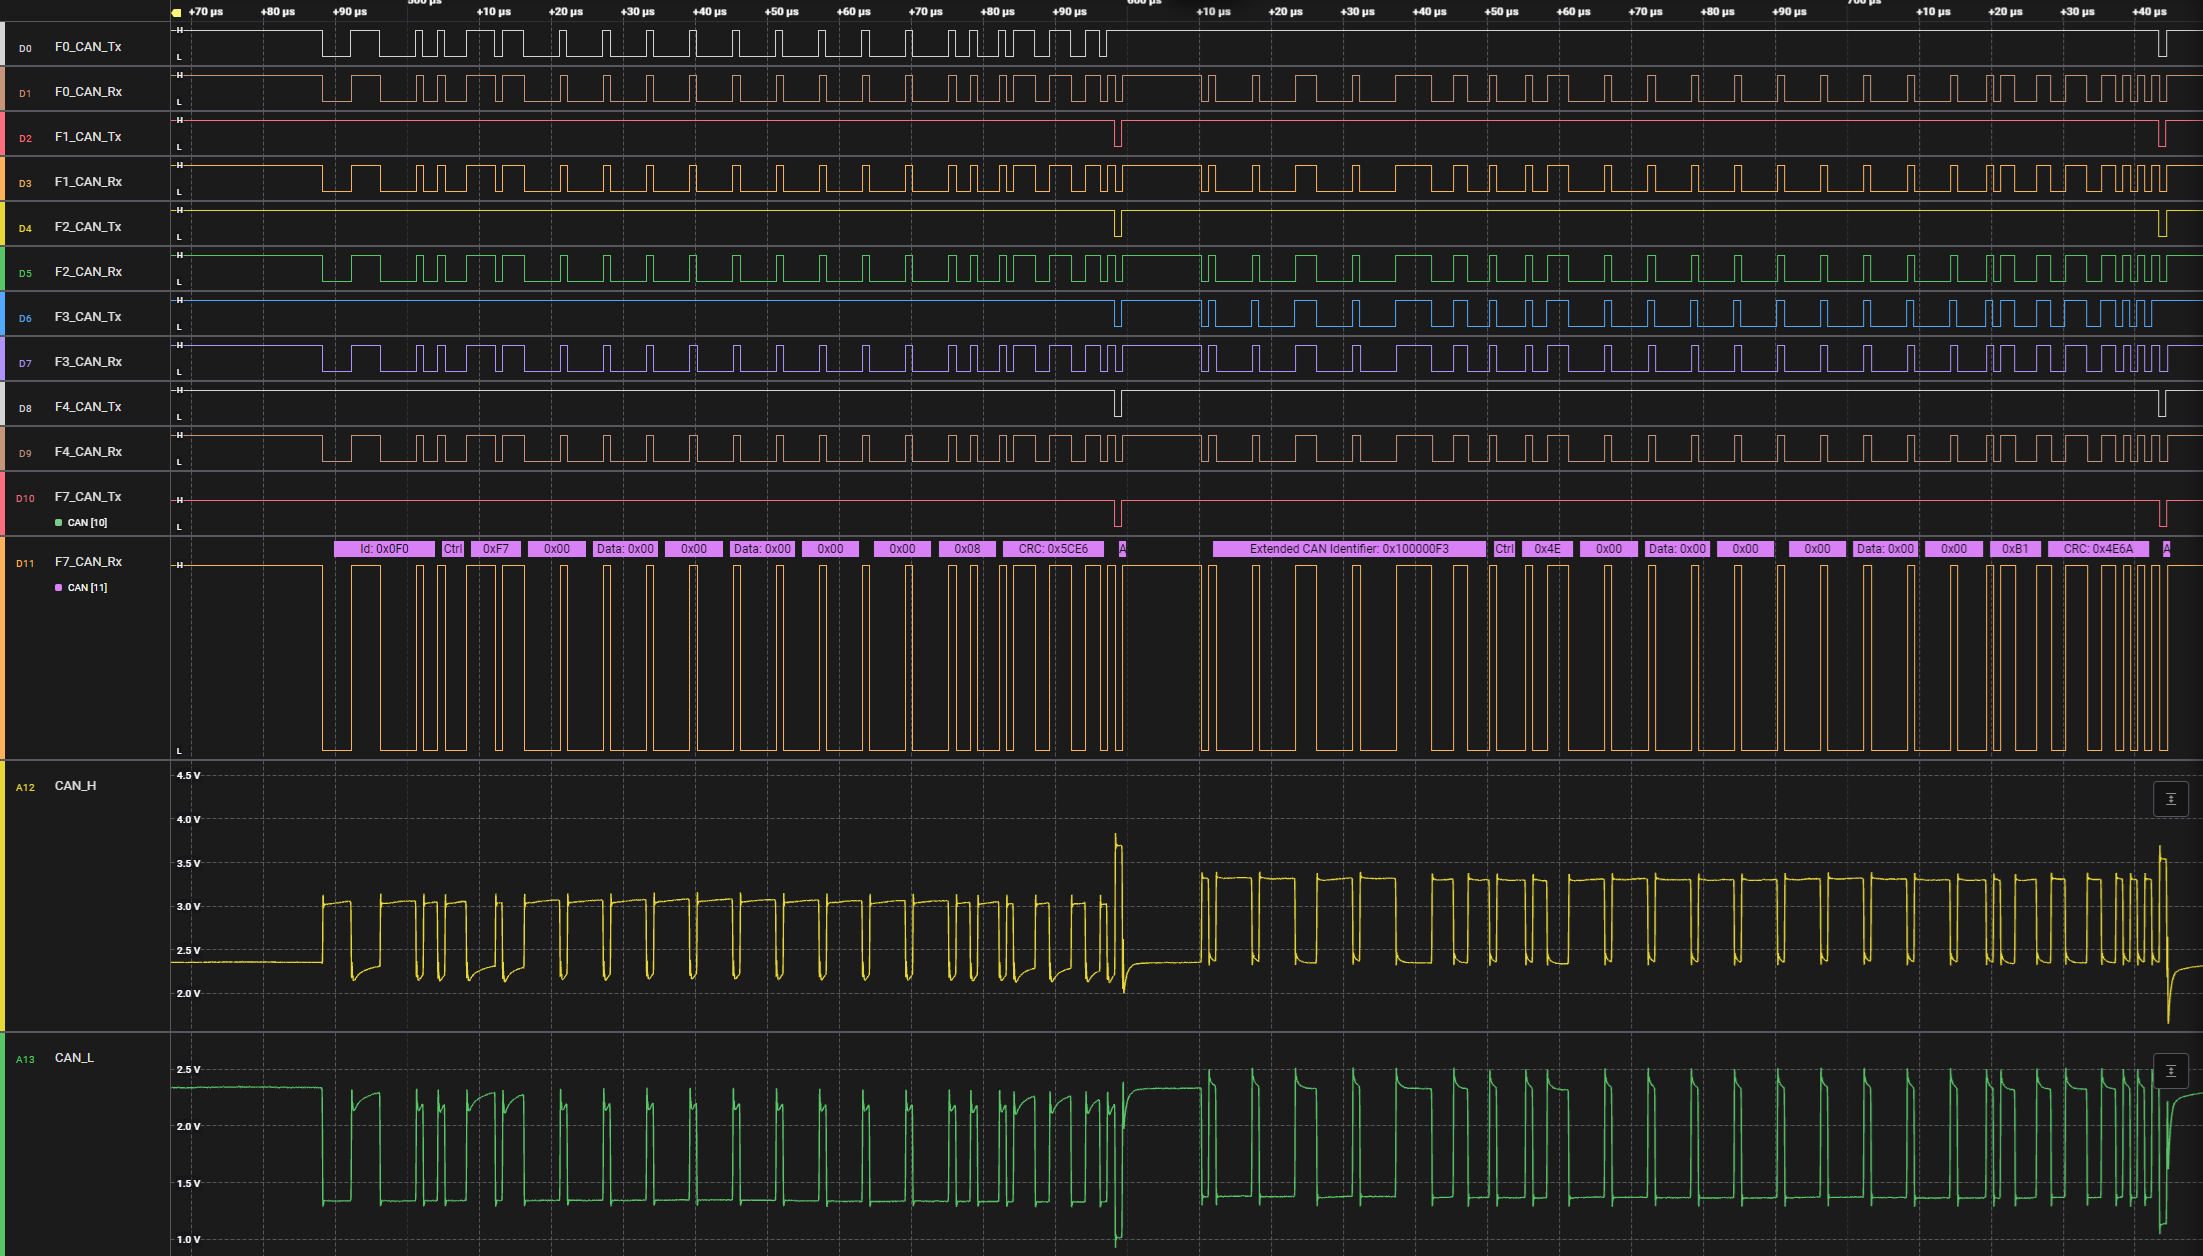 500 µs 600 µs 700 µs
+70 µs +80 µs +90 µs +10 µs +20 µs +30 µs +40 µs +50 µs +60 µs +70 µs +80 µs +90 µs +10 µs +20 µs +30 µs +40 µs +50 µs +60 µs +70 µs +80 µs +90 µs +10 µs +20 µs +30 µs +40 µs
D0 F0_CAN_Tx H L
D1 F0_CAN_Rx H L
D2 F1_CAN_Tx H L
D3 F1_CAN_Rx H L
D4 F2_CAN_Tx H L
D5 F2_CAN_Rx H L
D6 F3_CAN_Tx H L
D7 F3_CAN_Rx H L
D8 F4_CAN_Tx H L
D9 F4_CAN_Rx H L
D10 F7_CAN_Tx H L
CAN [10]
Id: 0x0F0 Ctrl 0xF7 0x00 Data: 0x00 0x00 Data: 0x00 0x00 0x00 0x08 CRC: 0x5CE6 A Extended CAN Identifier: 0x100000F3 Ctrl 0x4E 0x00 Data: 0x00 0x00 0x00 Data: 0x00 0x00 0xB1 CRC: 0x4E6A A
D11 F7_CAN_Rx H L
CAN [11]
A12 CAN_H
4.5 V
4.0 V
3.5 V
3.0 V
2.5 V
2.0 V
A13 CAN_L
2.5 V
2.0 V
1.5 V
1.0 V